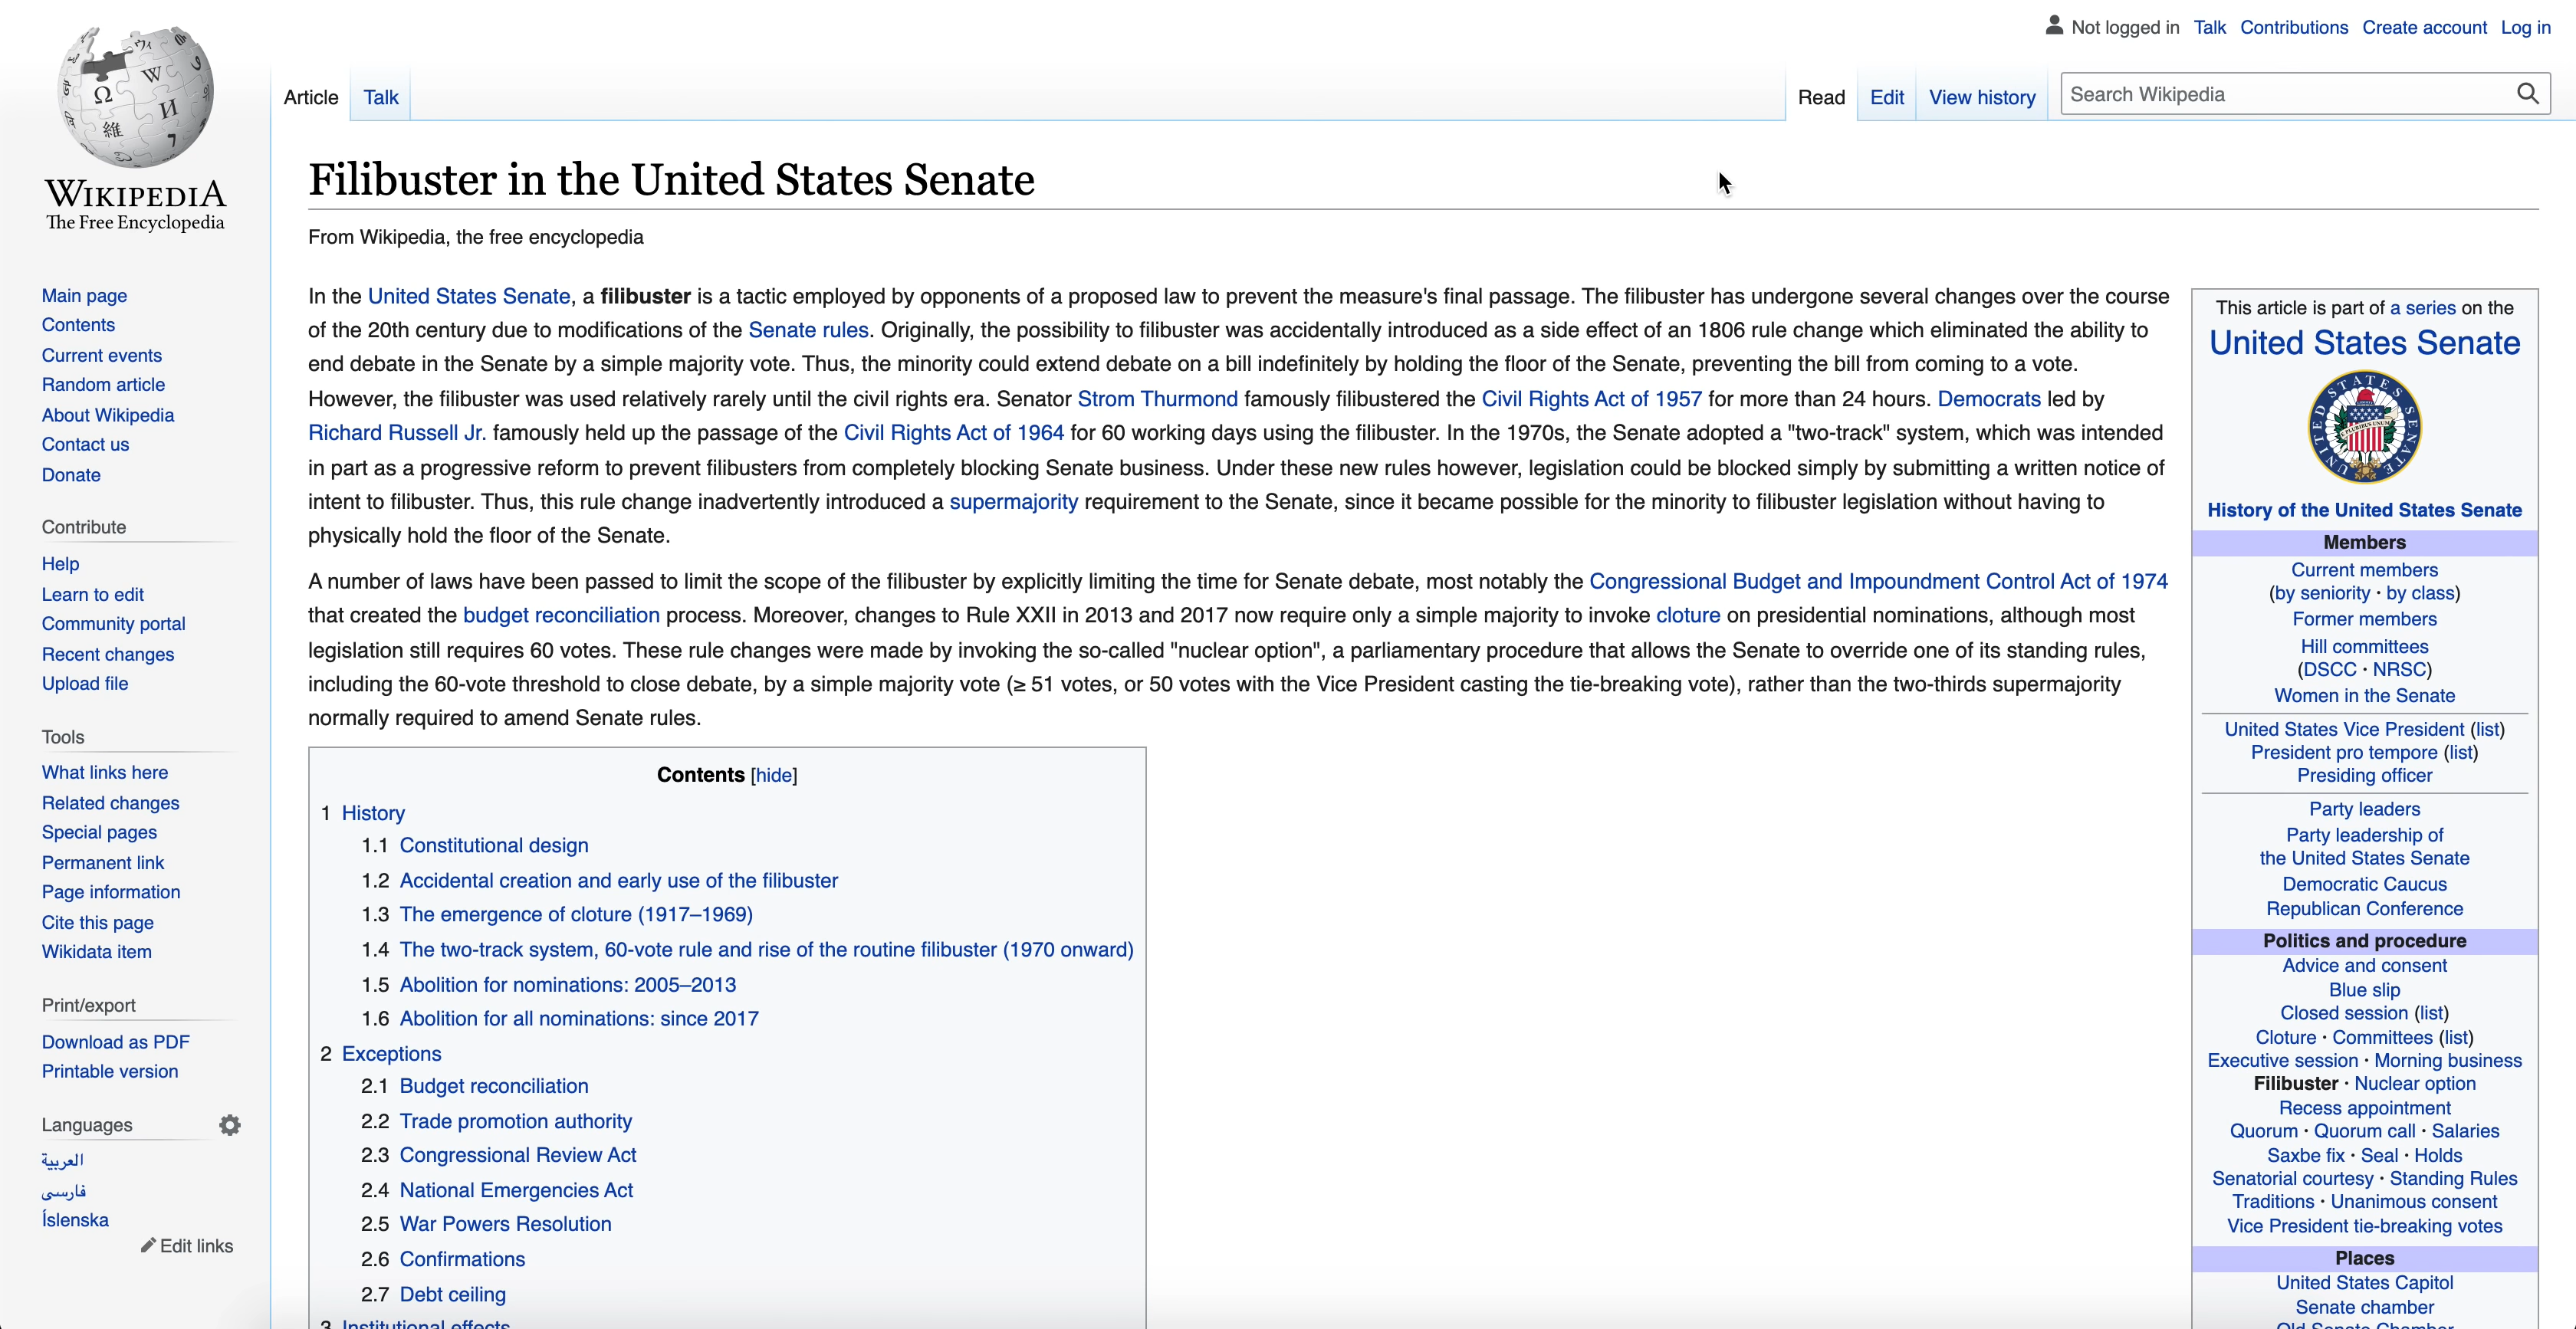 Not logged in Talk Contributions Create account Log in
Article Talk
Read Edit View history Search Wikipedia
WIKIPEDIA
The Free Encyclopedia
Main page
Contents
Current events
Random article
About Wikipedia
Contact us
Donate
Contribute
Help
Learn to edit
Community portal
Recent changes
Upload file
Tools
What links here
Related changes
Special pages
Permanent link
Page information
Cite this page
Wikidata item
Print/export
Download as PDF
Printable version
Languages
العربية
فارسی
Íslenska
Edit links
Filibuster in the United States Senate
From Wikipedia, the free encyclopedia
In the United States Senate, a filibuster is a tactic employed by opponents of a proposed law to prevent the measure's final passage. The filibuster has undergone several changes over the course
of the 20th century due to modifications of the Senate rules. Originally, the possibility to filibuster was accidentally introduced as a side effect of an 1806 rule change which eliminated the ability to
end debate in the Senate by a simple majority vote. Thus, the minority could extend debate on a bill indefinitely by holding the floor of the Senate, preventing the bill from coming to a vote.
However, the filibuster was used relatively rarely until the civil rights era. Senator Strom Thurmond famously filibustered the Civil Rights Act of 1957 for more than 24 hours. Democrats led by
Richard Russell Jr. famously held up the passage of the Civil Rights Act of 1964 for 60 working days using the filibuster. In the 1970s, the Senate adopted a "two-track" system, which was intended
in part as a progressive reform to prevent filibusters from completely blocking Senate business. Under these new rules however, legislation could be blocked simply by submitting a written notice of
intent to filibuster. Thus, this rule change inadvertently introduced a supermajority requirement to the Senate, since it became possible for the minority to filibuster legislation without having to
physically hold the floor of the Senate.
A number of laws have been passed to limit the scope of the filibuster by explicitly limiting the time for Senate debate, most notably the Congressional Budget and Impoundment Control Act of 1974
that created the budget reconciliation process. Moreover, changes to Rule XXII in 2013 and 2017 now require only a simple majority to invoke cloture on presidential nominations, although most
legislation still requires 60 votes. These rule changes were made by invoking the so-called "nuclear option", a parliamentary procedure that allows the Senate to override one of its standing rules,
including the 60-vote threshold to close debate, by a simple majority vote (≥ 51 votes, or 50 votes with the Vice President casting the tie-breaking vote), rather than the two-thirds supermajority
normally required to amend Senate rules.
Contents [hide]
1 History
1.1 Constitutional design
1.2 Accidental creation and early use of the filibuster
1.3 The emergence of cloture (1917–1969)
1.4 The two-track system, 60-vote rule and rise of the routine filibuster (1970 onward)
1.5 Abolition for nominations: 2005–2013
1.6 Abolition for all nominations: since 2017
2 Exceptions
2.1 Budget reconciliation
2.2 Trade promotion authority
2.3 Congressional Review Act
2.4 National Emergencies Act
2.5 War Powers Resolution
2.6 Confirmations
2.7 Debt ceiling
3 Institutional effects
This article is part of a series on the
United States Senate
UNITED STATES SENATE
E PLURIBUS UNUM
History of the United States Senate
Members
Current members
(by seniority · by class)
Former members
Hill committees
(DSCC · NRSC)
Women in the Senate
United States Vice President (list)
President pro tempore (list)
Presiding officer
Party leaders
Party leadership of
the United States Senate
Democratic Caucus
Republican Conference
Politics and procedure
Advice and consent
Blue slip
Closed session (list)
Cloture · Committees (list)
Executive session · Morning business
Filibuster · Nuclear option
Recess appointment
Quorum · Quorum call · Salaries
Saxbe fix · Seal · Holds
Senatorial courtesy · Standing Rules
Traditions · Unanimous consent
Vice President tie-breaking votes
Places
United States Capitol
Senate chamber
Old Senate Chamber